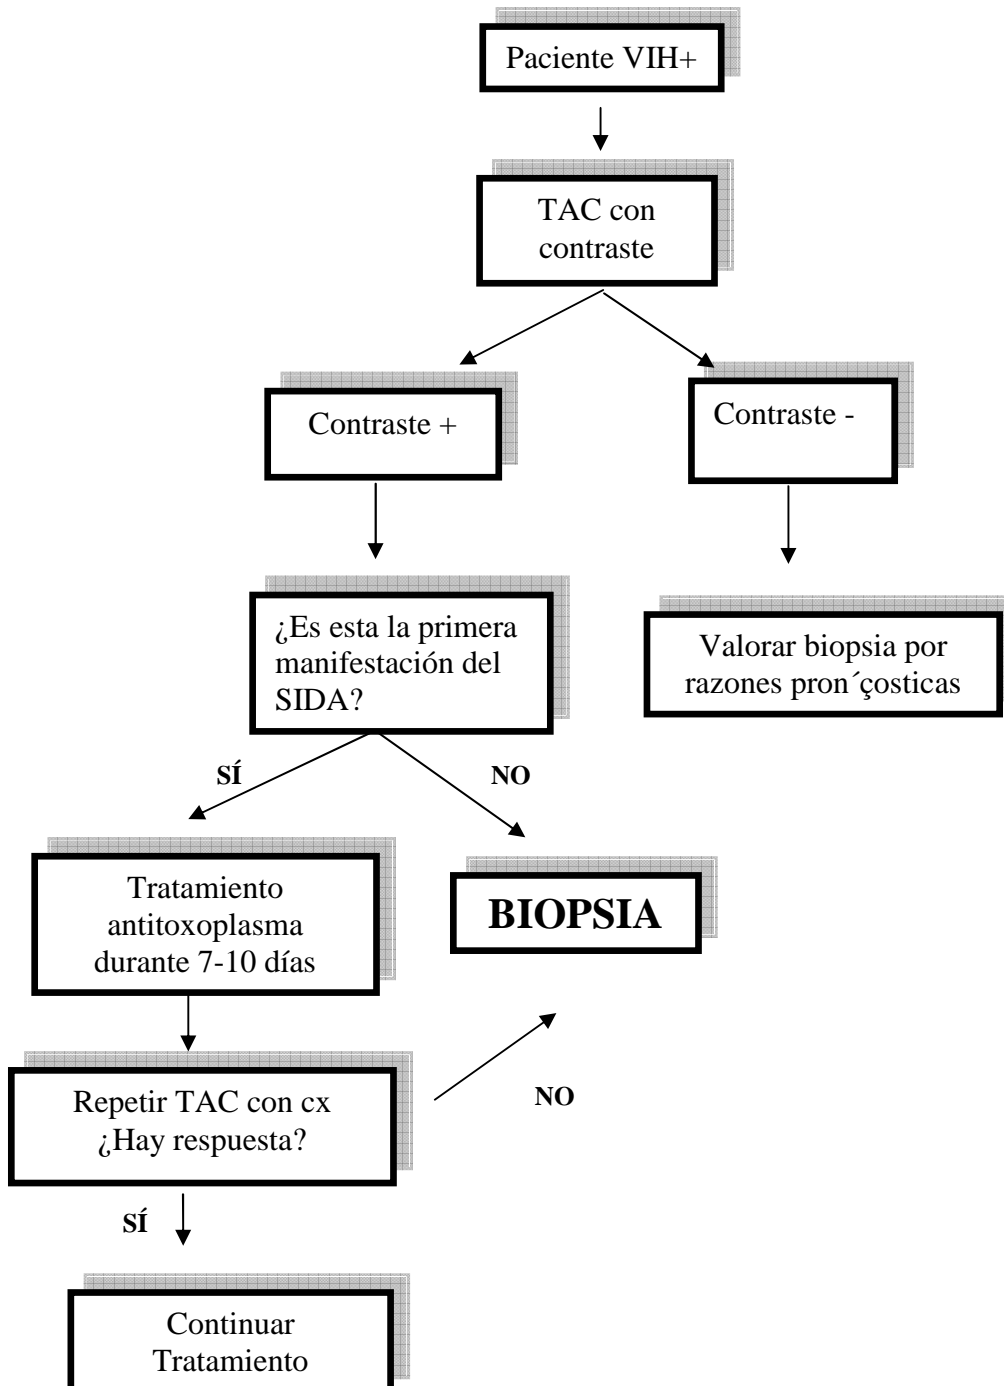 Paciente VIH+
TAC con
contraste
Contraste +
Contraste -
¿Es esta la primera
manifestación del
SIDA?
Valorar biopsia por
razones pron´çosticas
SÍ
NO
Tratamiento
antitoxoplasma
durante 7-10 días
BIOPSIA
Repetir TAC con cx
¿Hay respuesta?
NO
SÍ
Continuar
Tratamiento